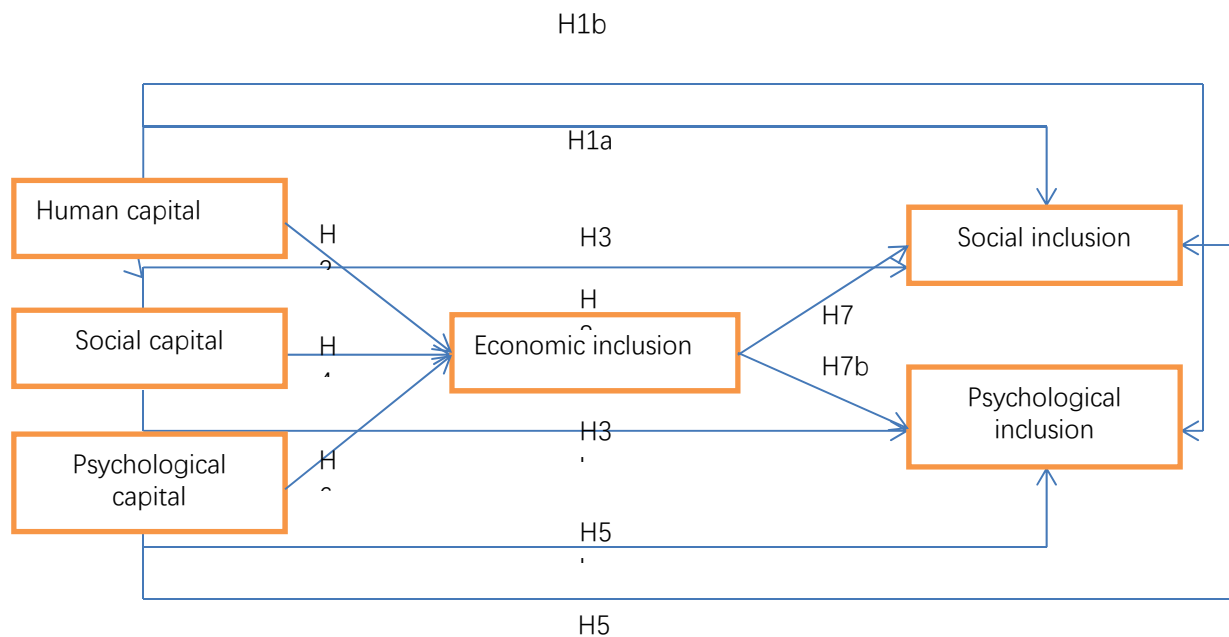 H1b
H1a
Human capital
H
H3
Social inclusion
H
Social capital
H
Economic inclusion
H7
H7b
Psychological
inclusion
H3
Psychological
capital
H
H5
H5